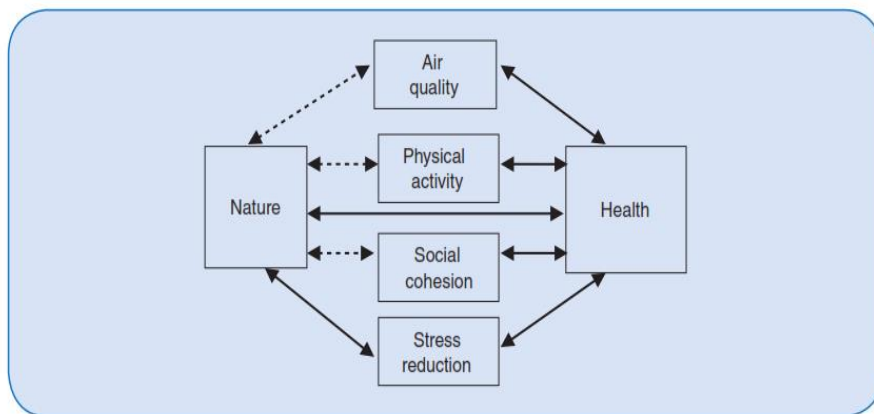 Air
quality
Physical
activity
Nature
Health
Social
cohesion
Stress
reduction